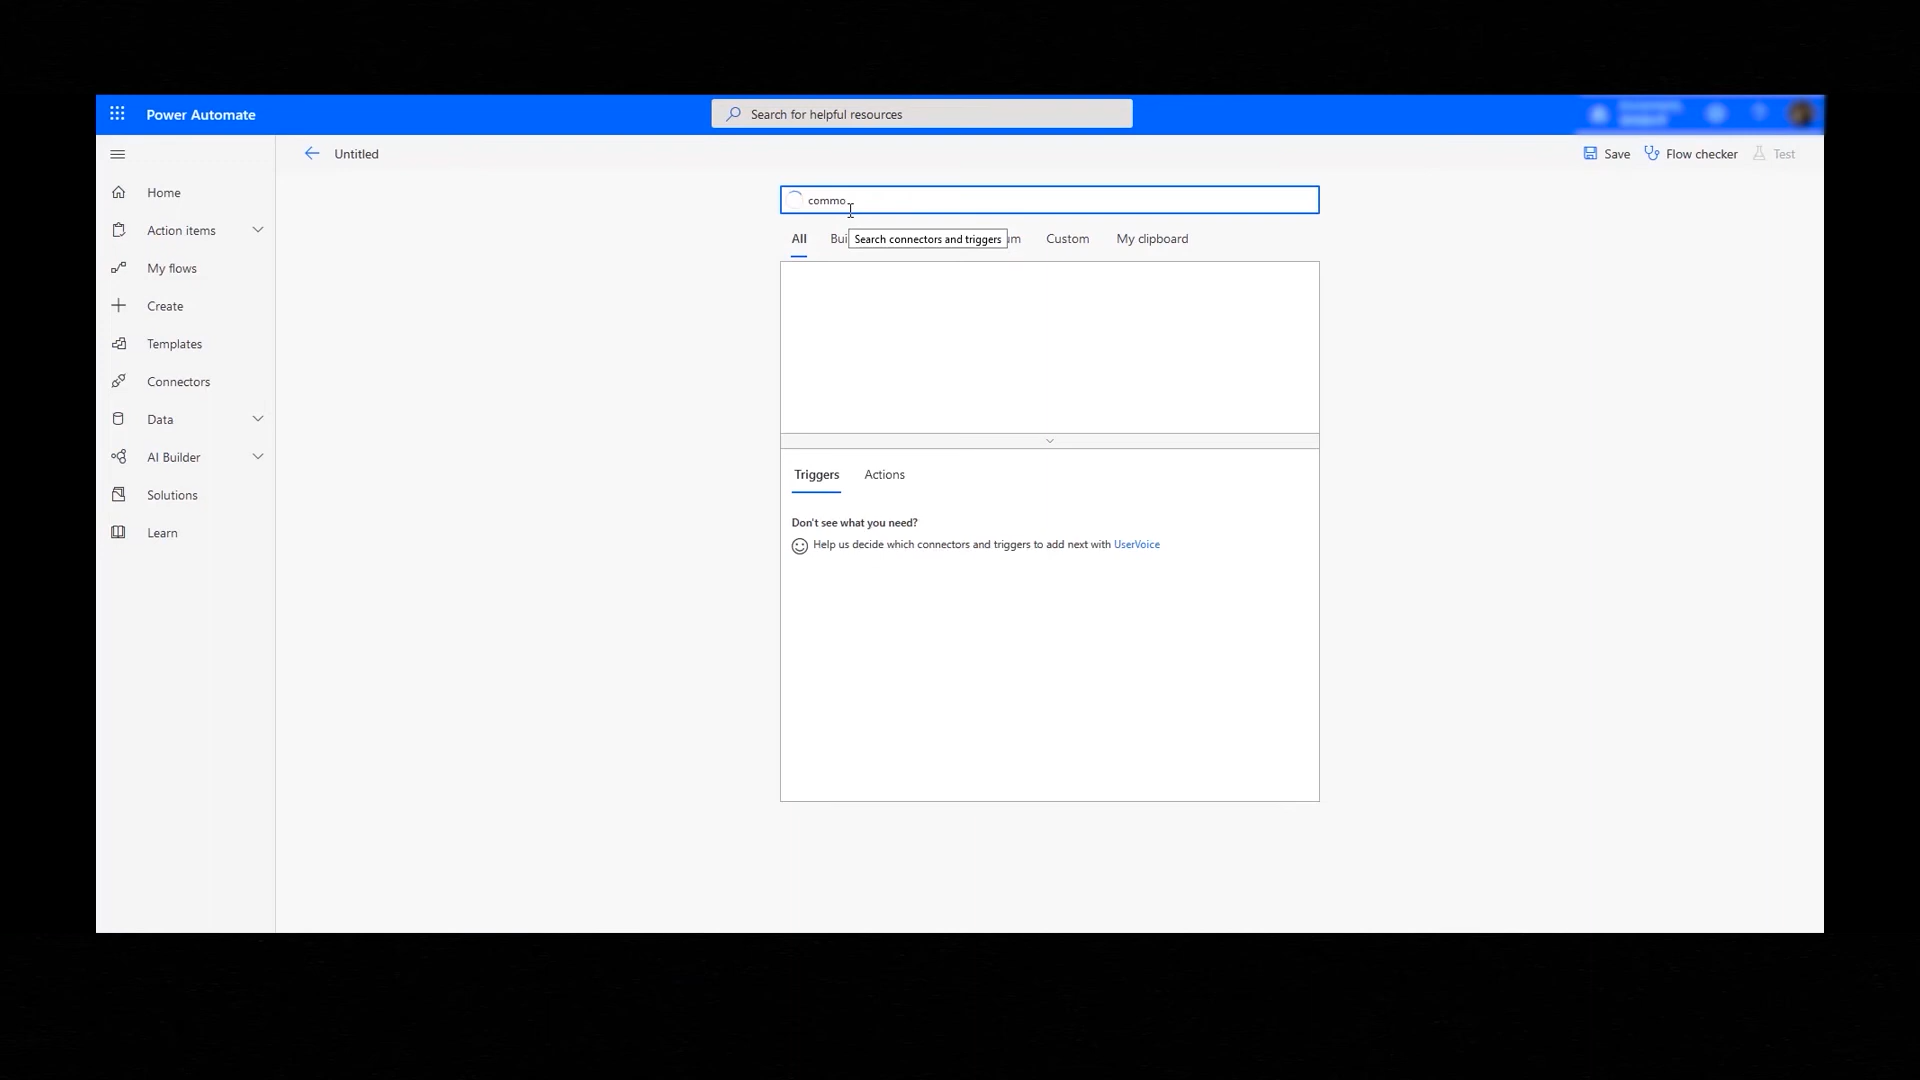 Power Automate
Search for helpful resources
Untitled
Save
Flow checker
Test
Home
Action items
My flows
Create
Templates
Connectors
Data
AI Builder
Solutions
Learn
commo
All
Search connectors and triggers
Custom
My clipboard
Triggers
Actions
Don't see what you need?
Help us decide which connectors and triggers to add next with UserVoice